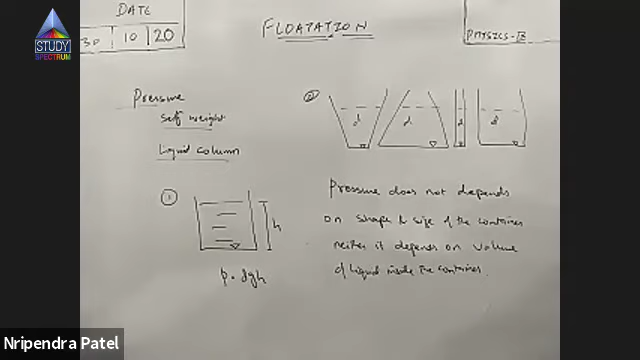 DATE
30 10 20
STUDY
SPECTRUM
FLOATATION
PHYSICS-IX
Pressure
Self weight
Liquid column
①
h
P = dgh
②
d d d d
Pressure does not depends
on shape & size of the container
neither it depends on volume
of liquid inside the container.
Nripendra Patel